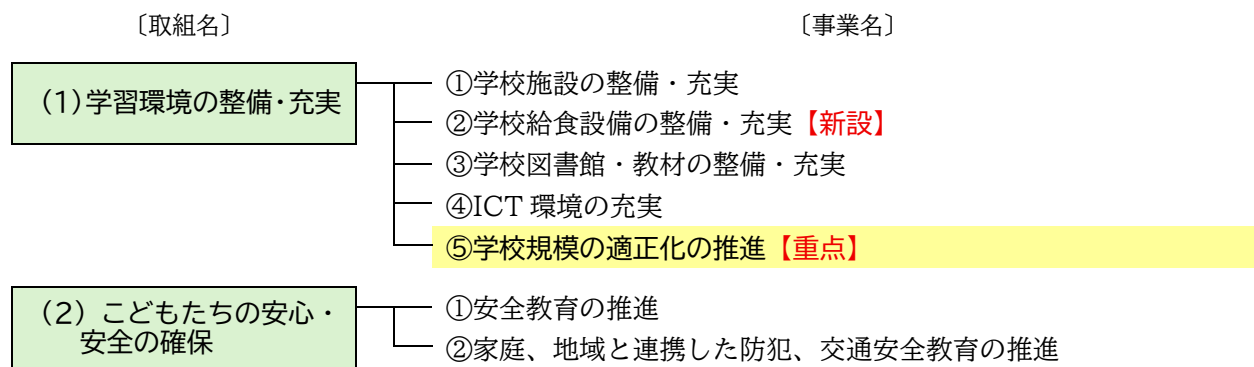 〔取組名〕
〔事業名〕
(1)学習環境の整備・充実
①学校施設の整備・充実
②学校給食設備の整備・充実【新設】
③学校図書館・教材の整備・充実
④ICT 環境の充実
⑤学校規模の適正化の推進【重点】
(2) こどもたちの安心・
安全の確保
①安全教育の推進
②家庭、地域と連携した防犯、交通安全教育の推進